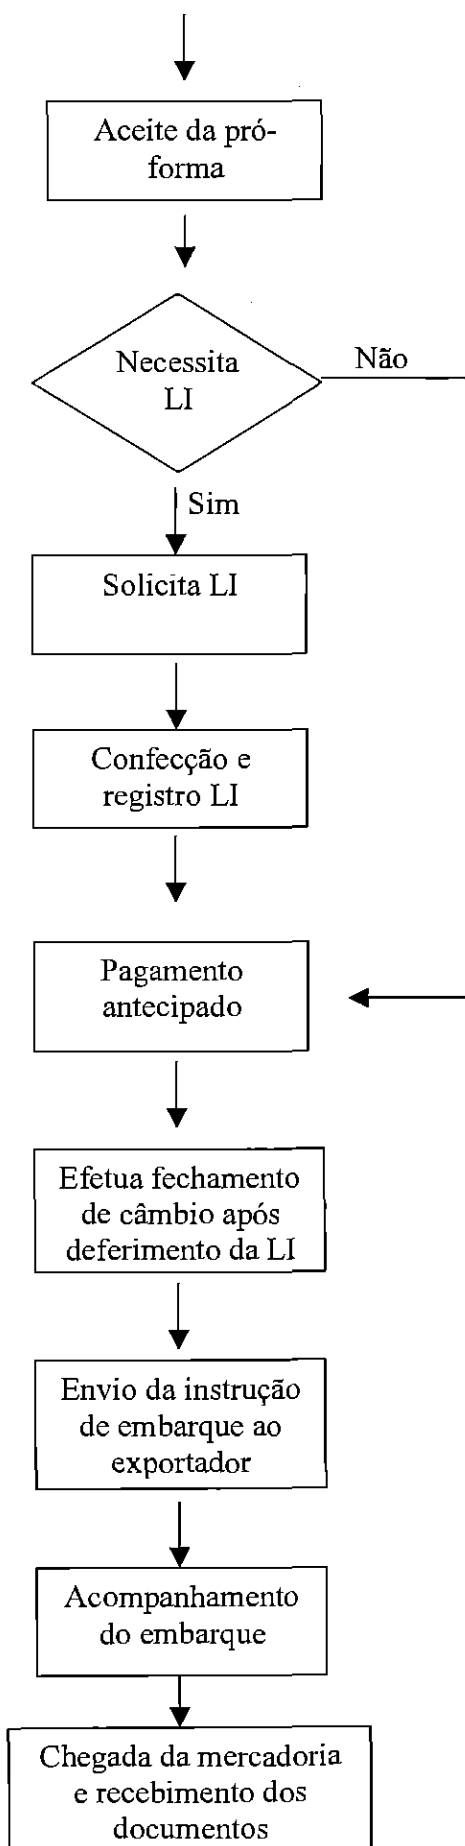 Aceite da pró-
forma
Necessita
LI
Não
Sim
Solicita LI
Confecção e
registro LI
Pagamento
antecipado
Efetua fechamento
de câmbio após
deferimento da LI
Envio da instrução
de embarque ao
exportador
Acompanhamento
do embarque
Chegada da mercadoria
e recebimento dos
documentos